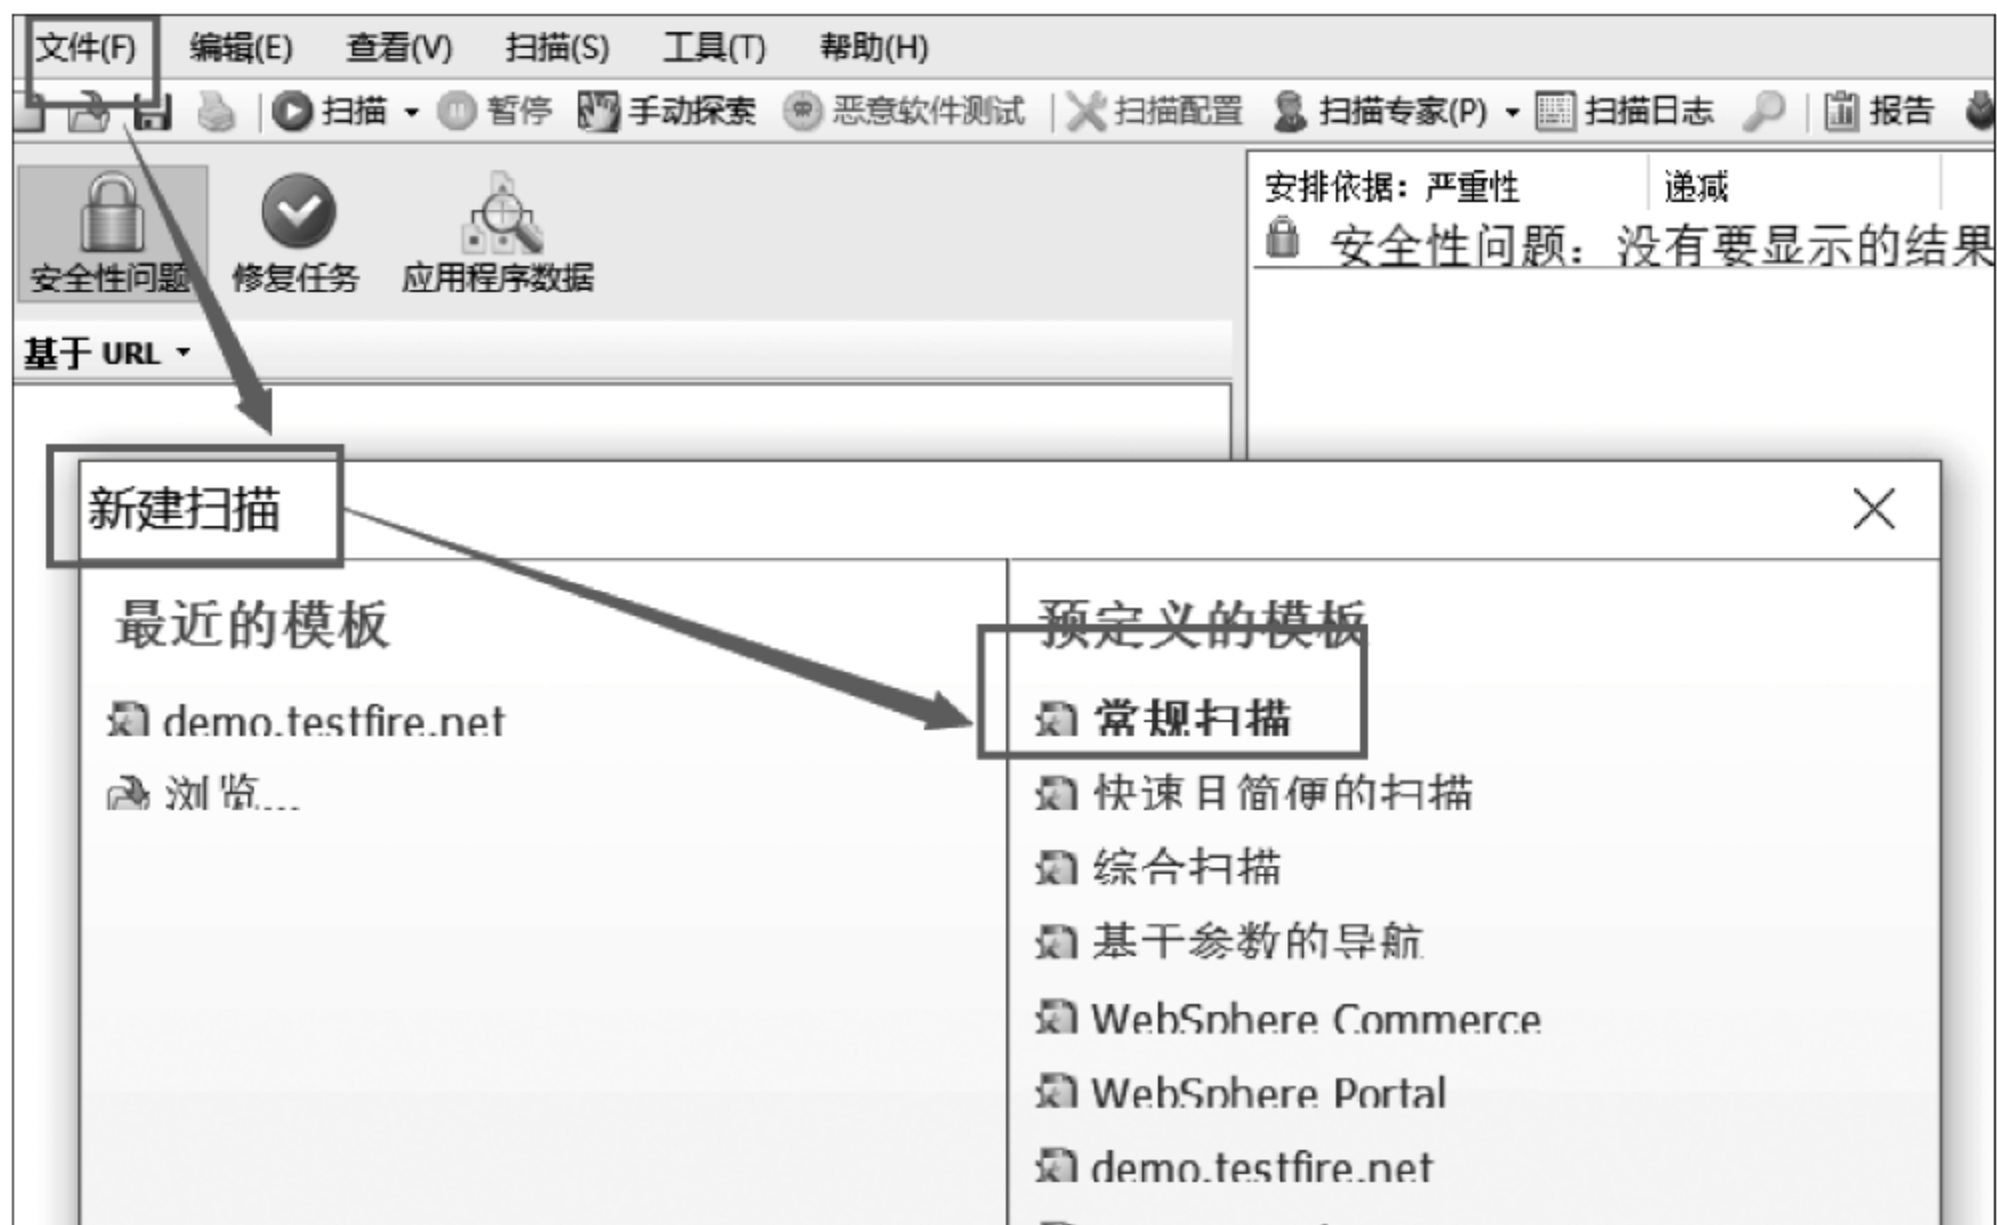 文件(F) 编辑(E) 查看(V) 扫描(S) 工具(T) 帮助(H)
扫描 暂停 手动探索 恶意软件测试 扫描配置 扫描专家(P) 扫描日志 报告
安全性问题 修复任务 应用程序数据
安排依据：严重性 递减
安全性问题：没有要显示的结果
基于 URL
新建扫描
最近的模板
demo.testfire.net
浏览...
预定义的模板
常规扫描
快速且简便的扫描
综合扫描
基于参数的导航
WebSphere Commerce
WebSphere Portal
demo.testfire.net